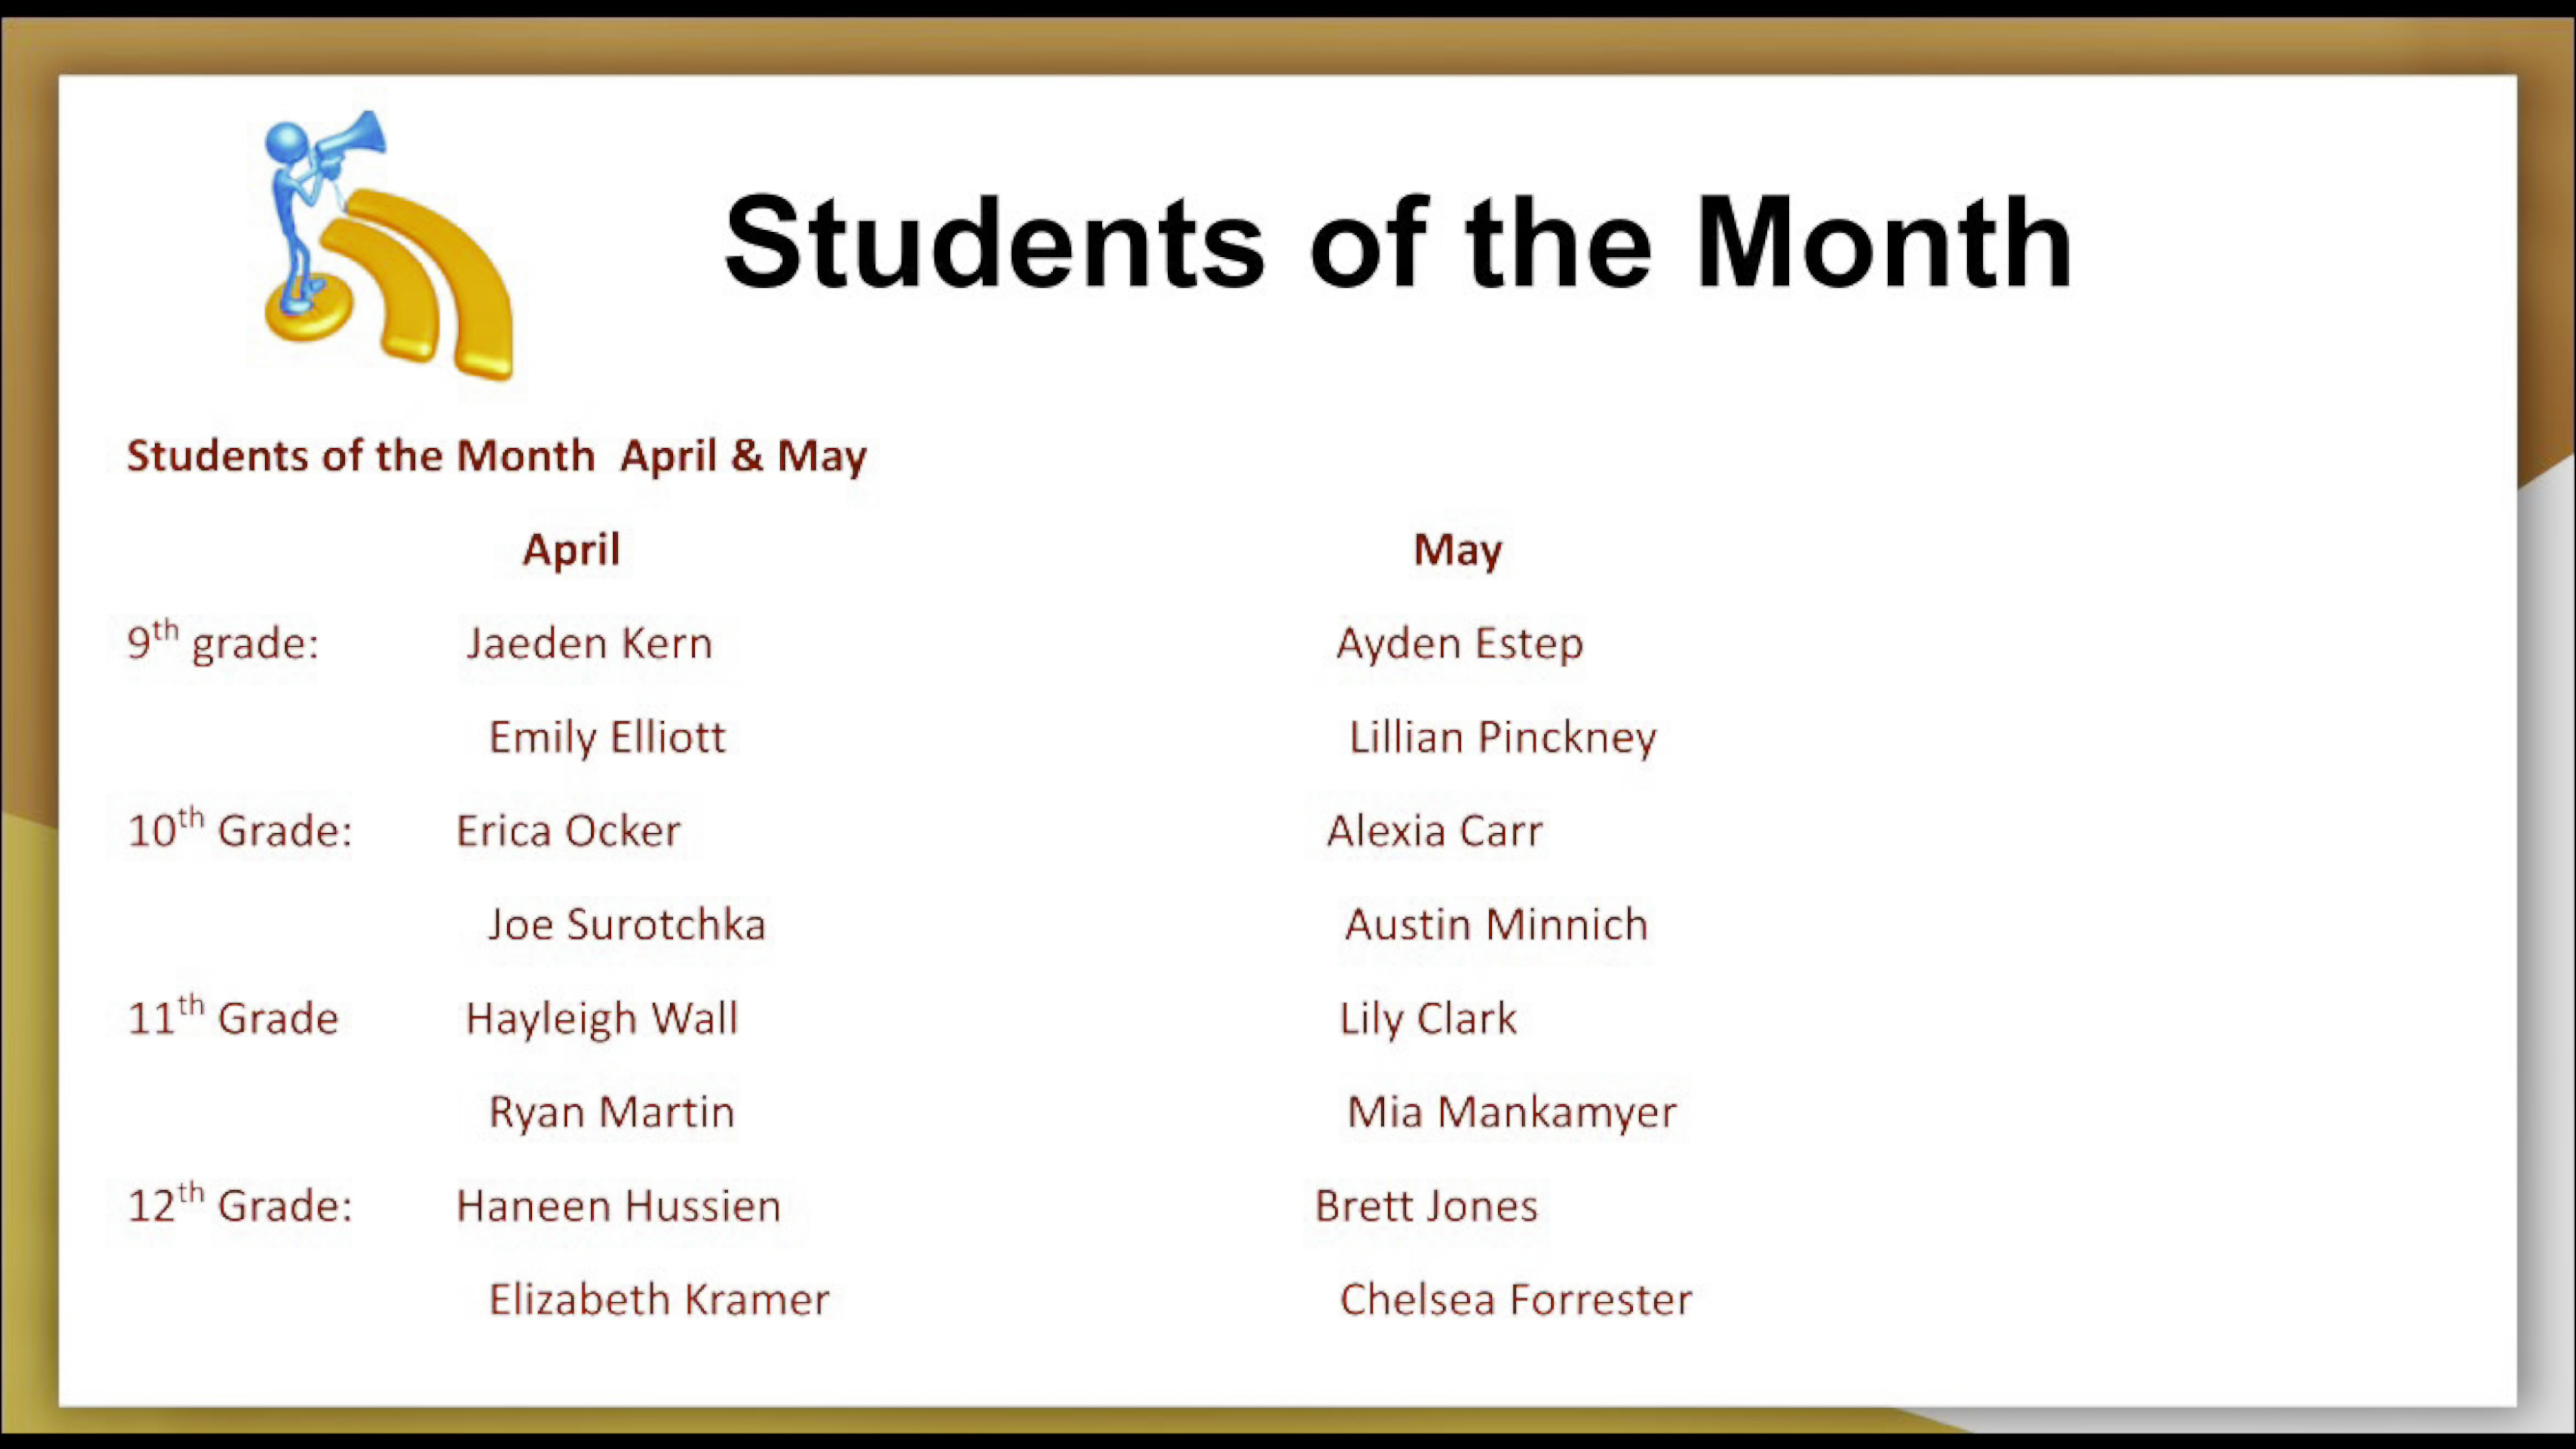 Students of the Month
Students of the Month  April & May
April May
9th grade: Jaeden Kern Ayden Estep
Emily Elliott Lillian Pinckney
10th Grade: Erica Ocker Alexia Carr
Joe Surotchka Austin Minnich
11th Grade Hayleigh Wall Lily Clark
Ryan Martin Mia Mankamyer
12th Grade: Haneen Hussien Brett Jones
Elizabeth Kramer Chelsea Forrester